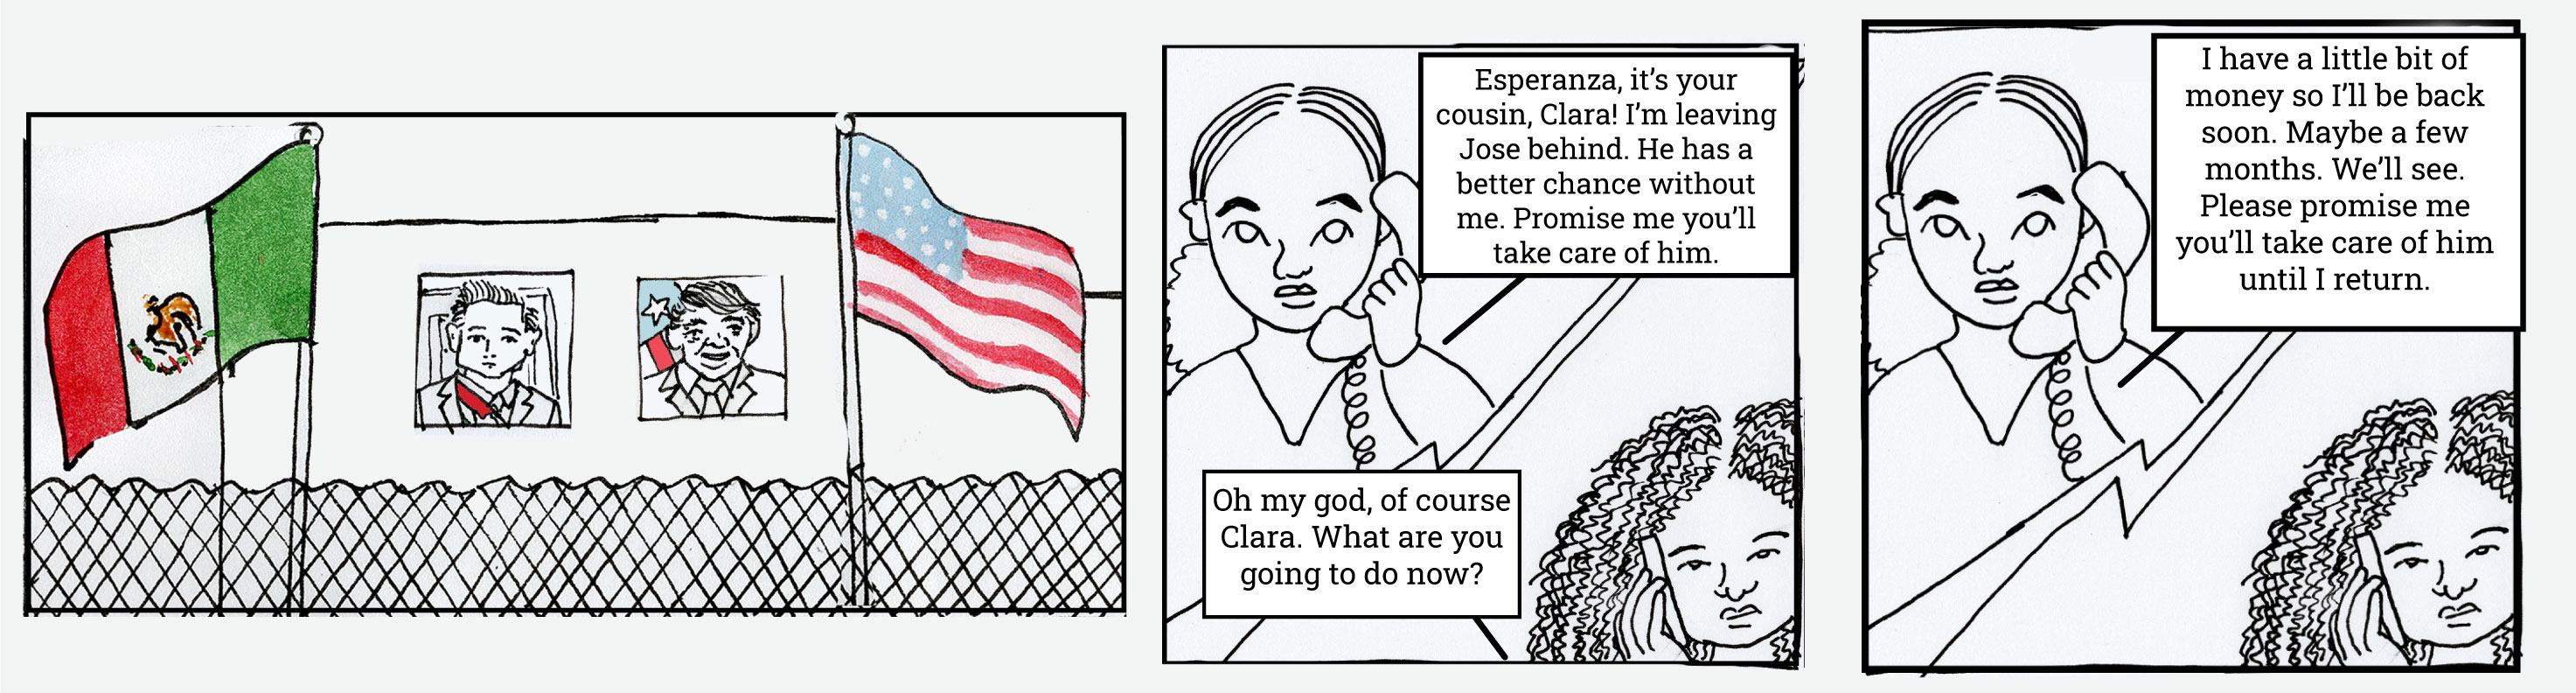 Esperanza, it's your
cousin, Clara! I'm leaving
Jose behind. He has a
better chance without
me. Promise me you'll
take care of him.
Oh my god, of course
Clara. What are you
going to do now?
I have a little bit of
money so I'll be back
soon. Maybe a few
months. We'll see.
Please promise me
you'll take care of him
until I return.